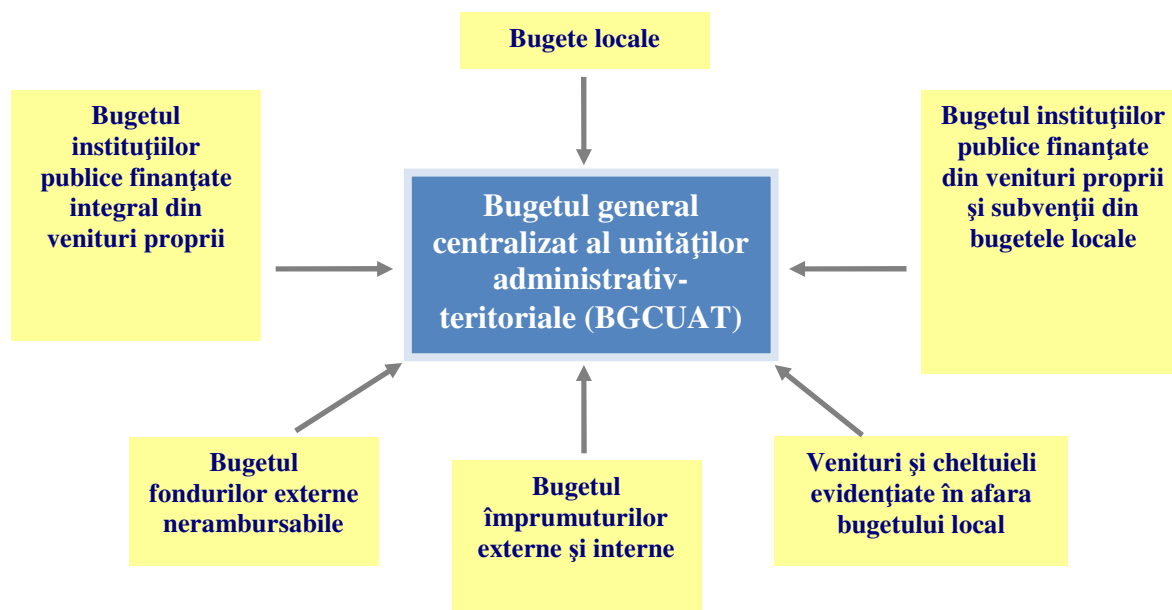 Bugete locale
Bugetul
instituţiilor
publice finanţate
integral din
venituri proprii
Bugetul general
centralizat al unităţilor
administrativ-
teritoriale (BGCUAT)
Bugetul instituţiilor
publice finanţate
din venituri proprii
şi subvenţii din
bugetele locale
Bugetul
fondurilor externe
nerambursabile
Bugetul
împrumuturilor
externe şi interne
Venituri şi cheltuieli
evidenţiate în afara
bugetului local